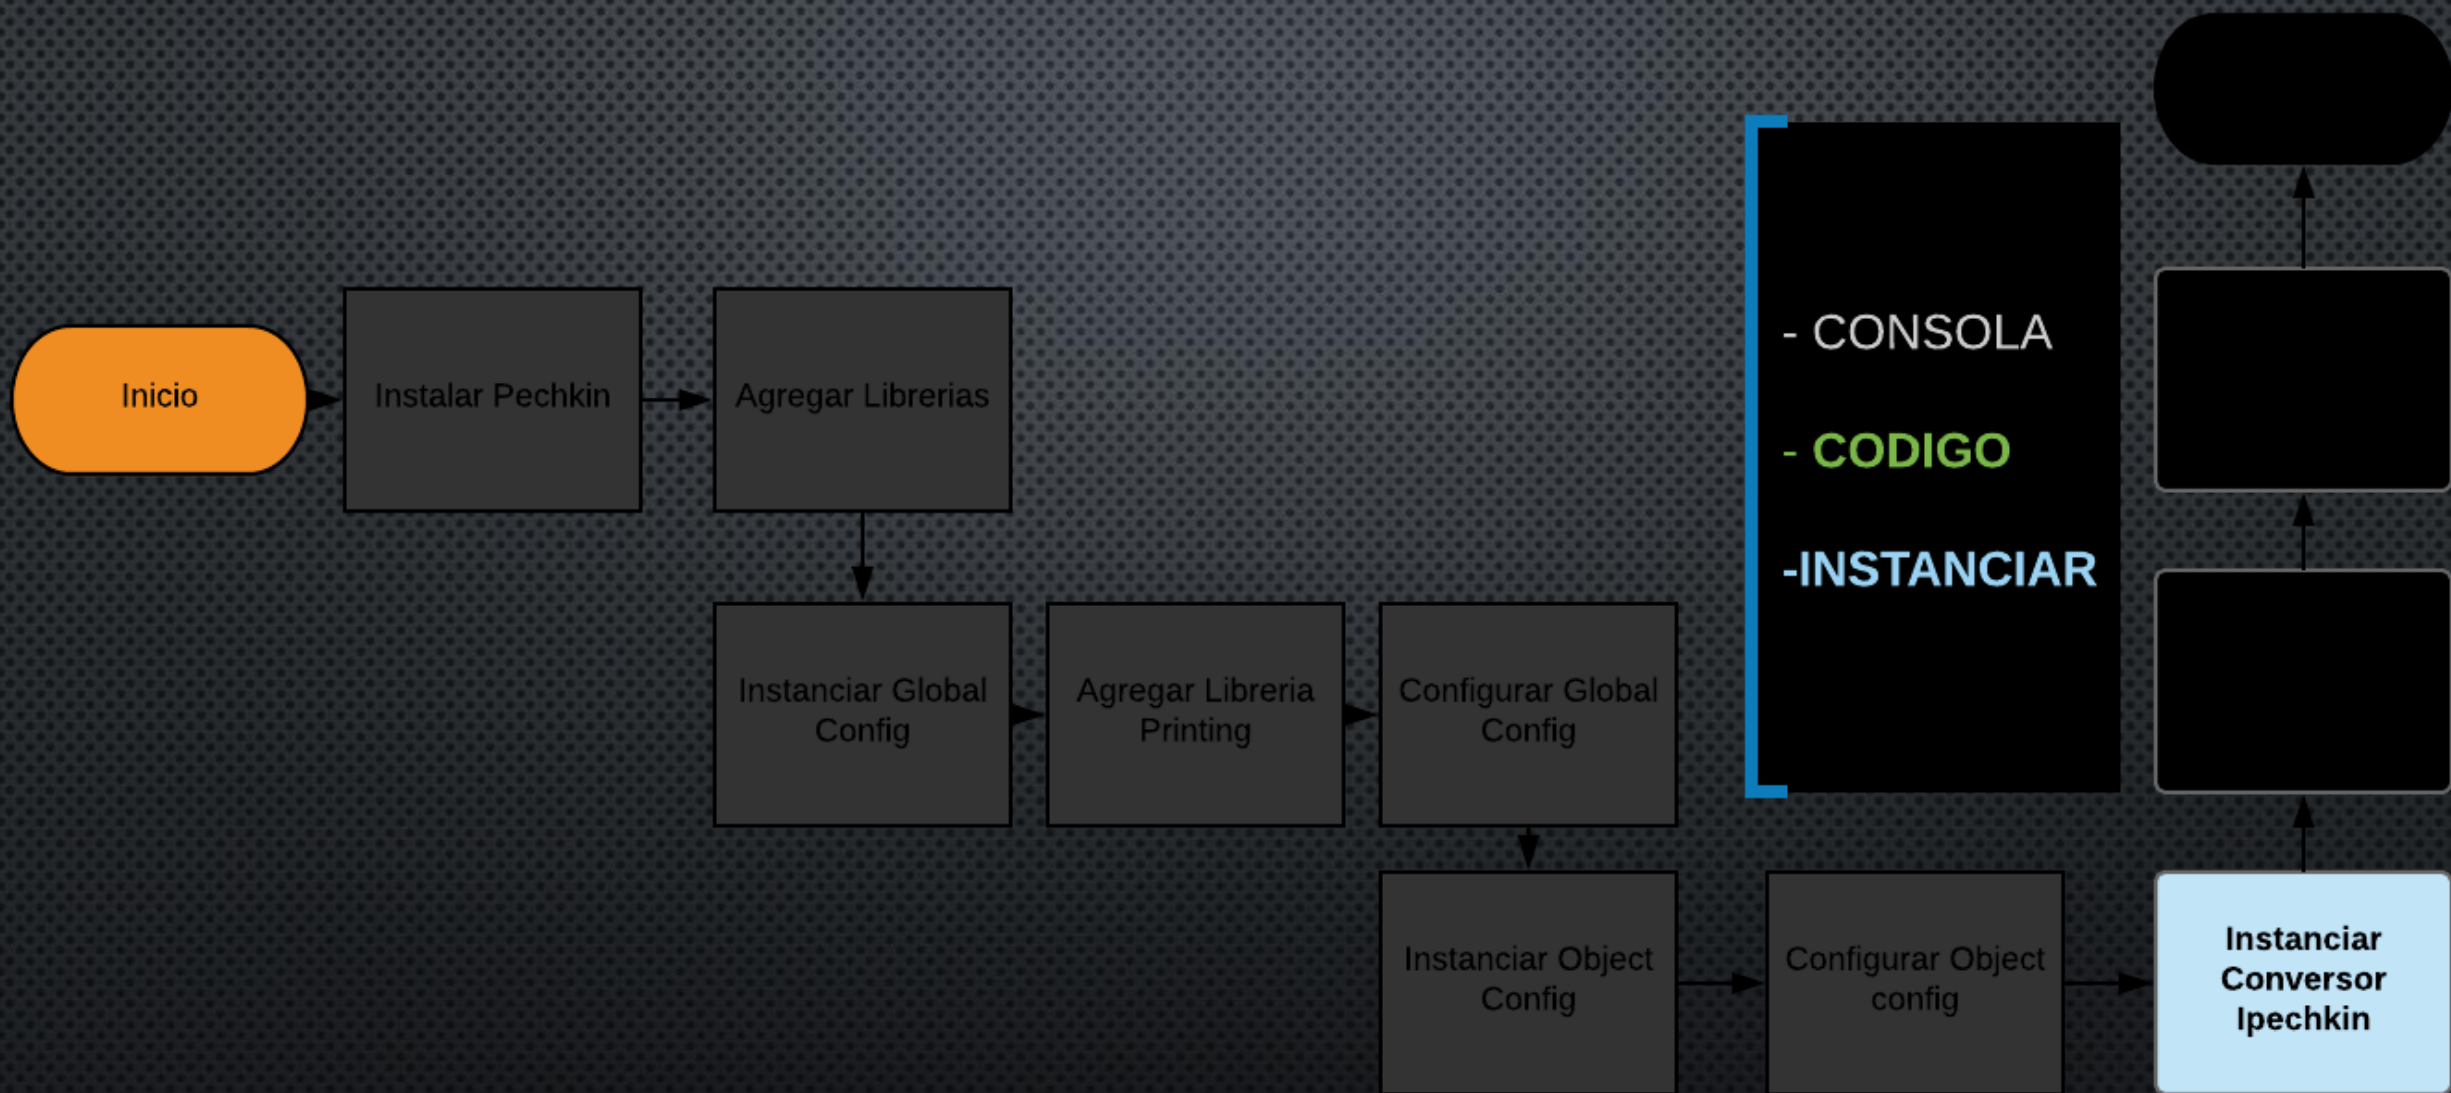 Inicio
Instalar Pechkin
Agregar Librerias
- CONSOLA
- CODIGO
-INSTANCIAR
Instanciar Global
Config
Agregar Libreria
Printing
Configurar Global
Config
Instanciar Object
Config
Configurar Object
config
Instanciar
Conversor
Ipechkin